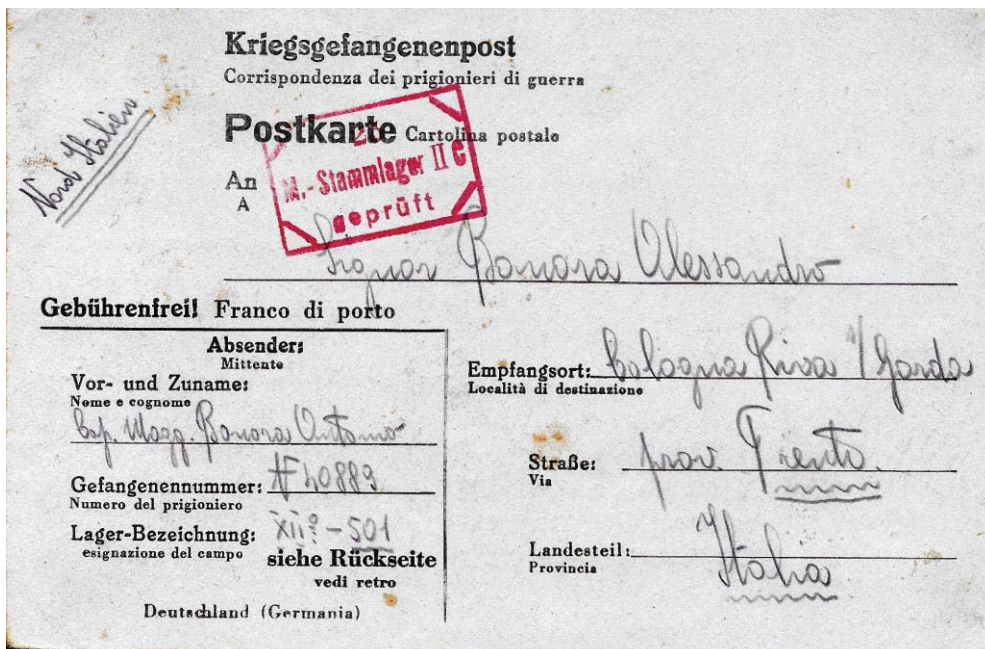 Kriegsgefangenenpost
Corrispondenza dei prigionieri di guerra
Nord Italien
Postkarte Cartolina postale
M.-Stammlager II C
geprüft
An
A
Signor Bonora Alessandro
Gebührenfrei! Franco di porto
Absender:
Mittente
Vor- und Zuname:
Nome e cognome
Cap. Magg. Bonora Antonio
Gefangenennummer:
Numero del prigioniero
Lager-Bezeichnung: XII° - 501
esignazione del campo
siehe Rückseite
vedi retro
Deutschland (Germania)
Empfangsort: Cologna Riva s/Garda
Località di destinazione
Straße: prov. Trento.
Via
Landesteil: Italia
Provincia